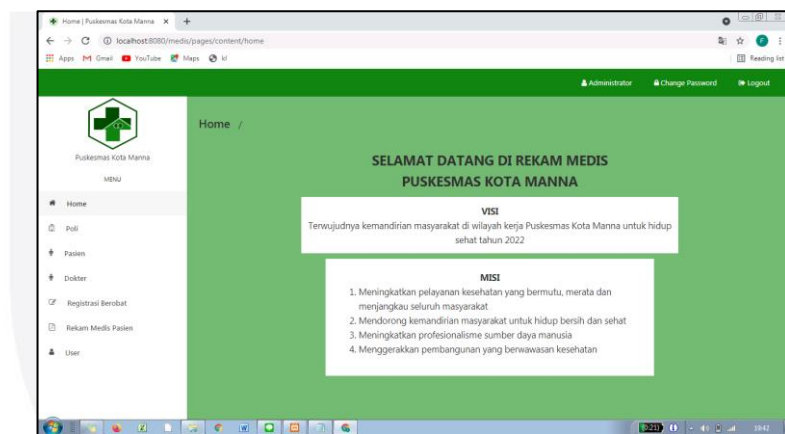 Home | Puskesmas Kota Manna
localhost:8080/medis/pages/content/home
Apps Gmail YouTube Maps
Reading list
Administrator Change Password Logout
Puskesmas Kota Manna
MENU
Home
Poli
Pasien
Dokter
Registrasi Berobat
Rekam Medis Pasien
User
Home /
SELAMAT DATANG DI REKAM MEDIS
PUSKESMAS KOTA MANNA
VISI
Terwujudnya kemandirian masyarakat di wilayah kerja Puskesmas Kota Manna untuk hidup
sehat tahun 2022
MISI
1. Meningkatkan pelayanan kesehatan yang bermutu, merata dan
menjangkau seluruh masyarakat
2. Mendorong kemandirian masyarakat untuk hidup bersih dan sehat
3. Meningkatkan profesionalisme sumber daya manusia
4. Menggerakkan pembangunan yang berwawasan kesehatan